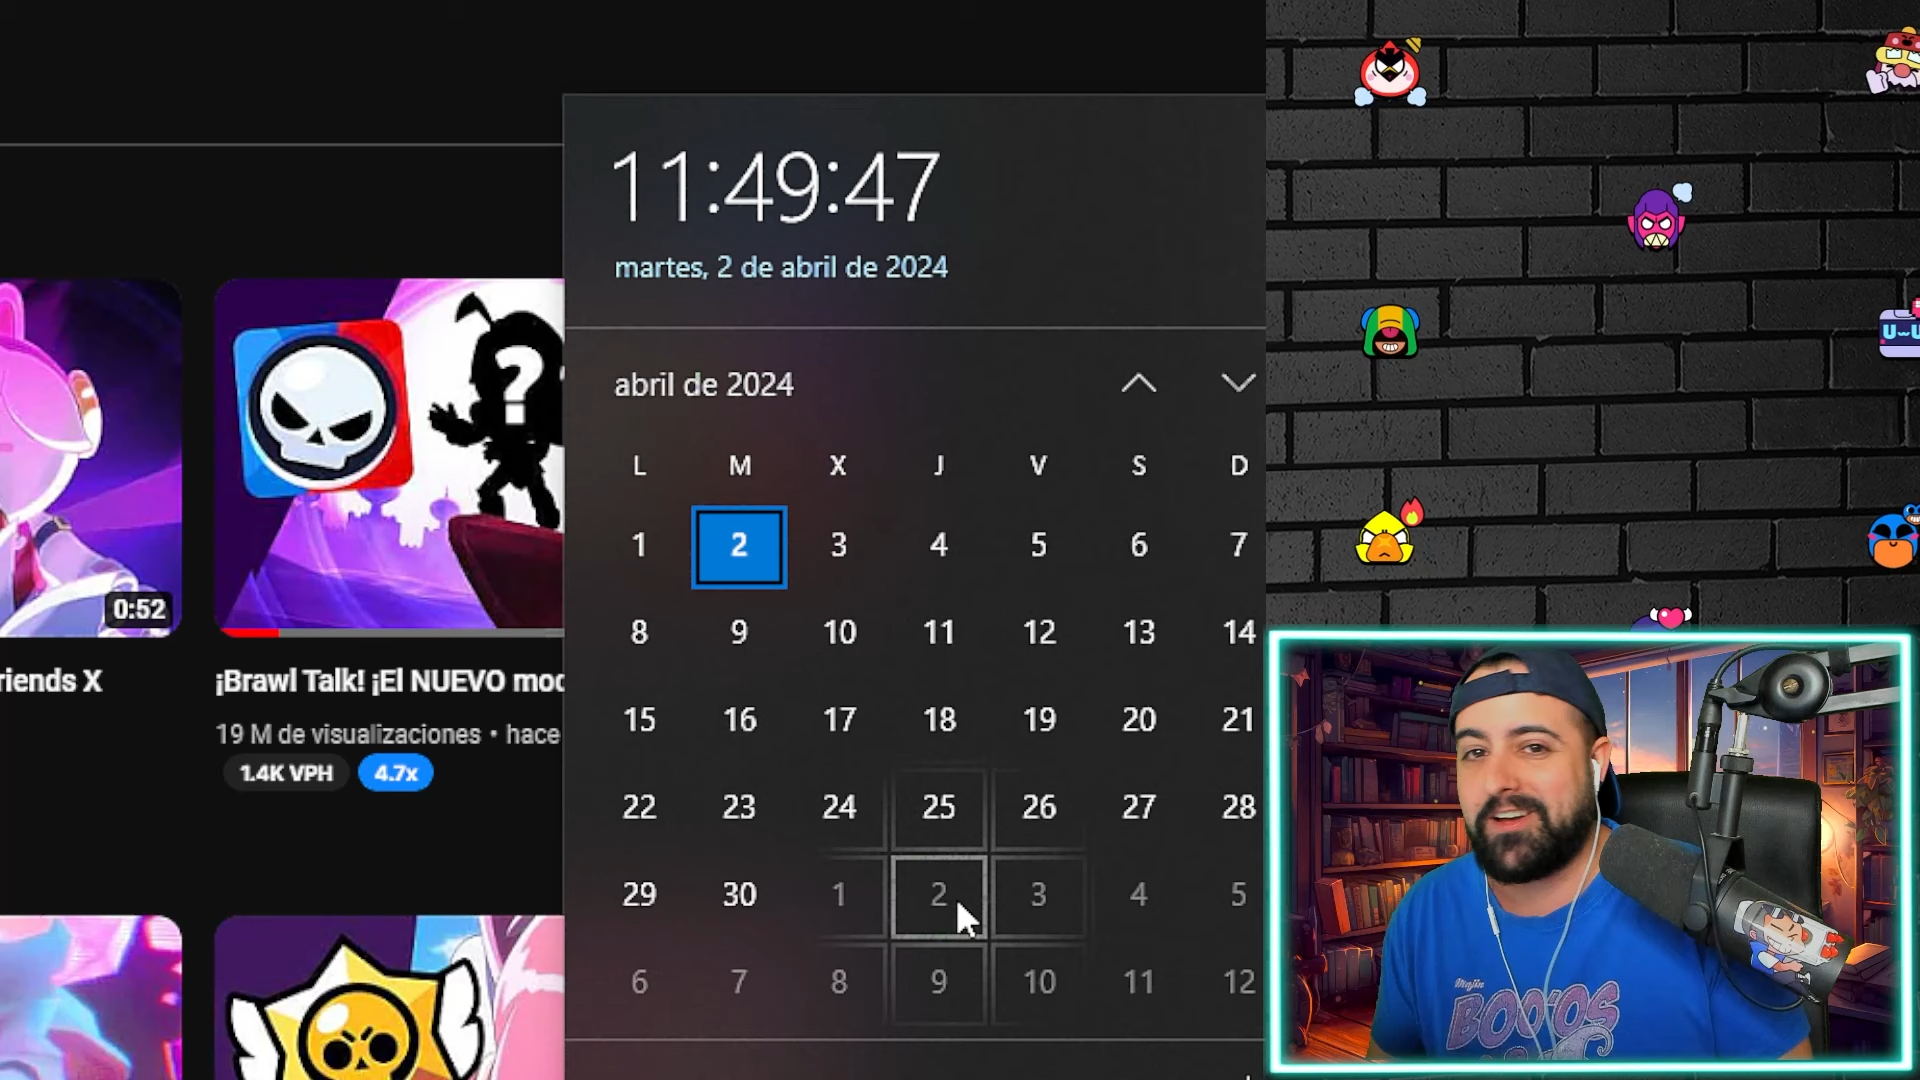 11:49:47
martes, 2 de abril de 2024
abril de 2024
L M X J V S D
1 2 3 4 5 6 7
8 9 10 11 12 13 14
15 16 17 18 19 20 21
22 23 24 25 26 27 28
29 30 1 2 3 4 5
6 7 8 9 10 11 12
?
0:52
riends X
¡Brawl Talk! ¡El NUEVO mod
19 M de visualizaciones • hace
1.4K VPH 4.7x
BOO'OS